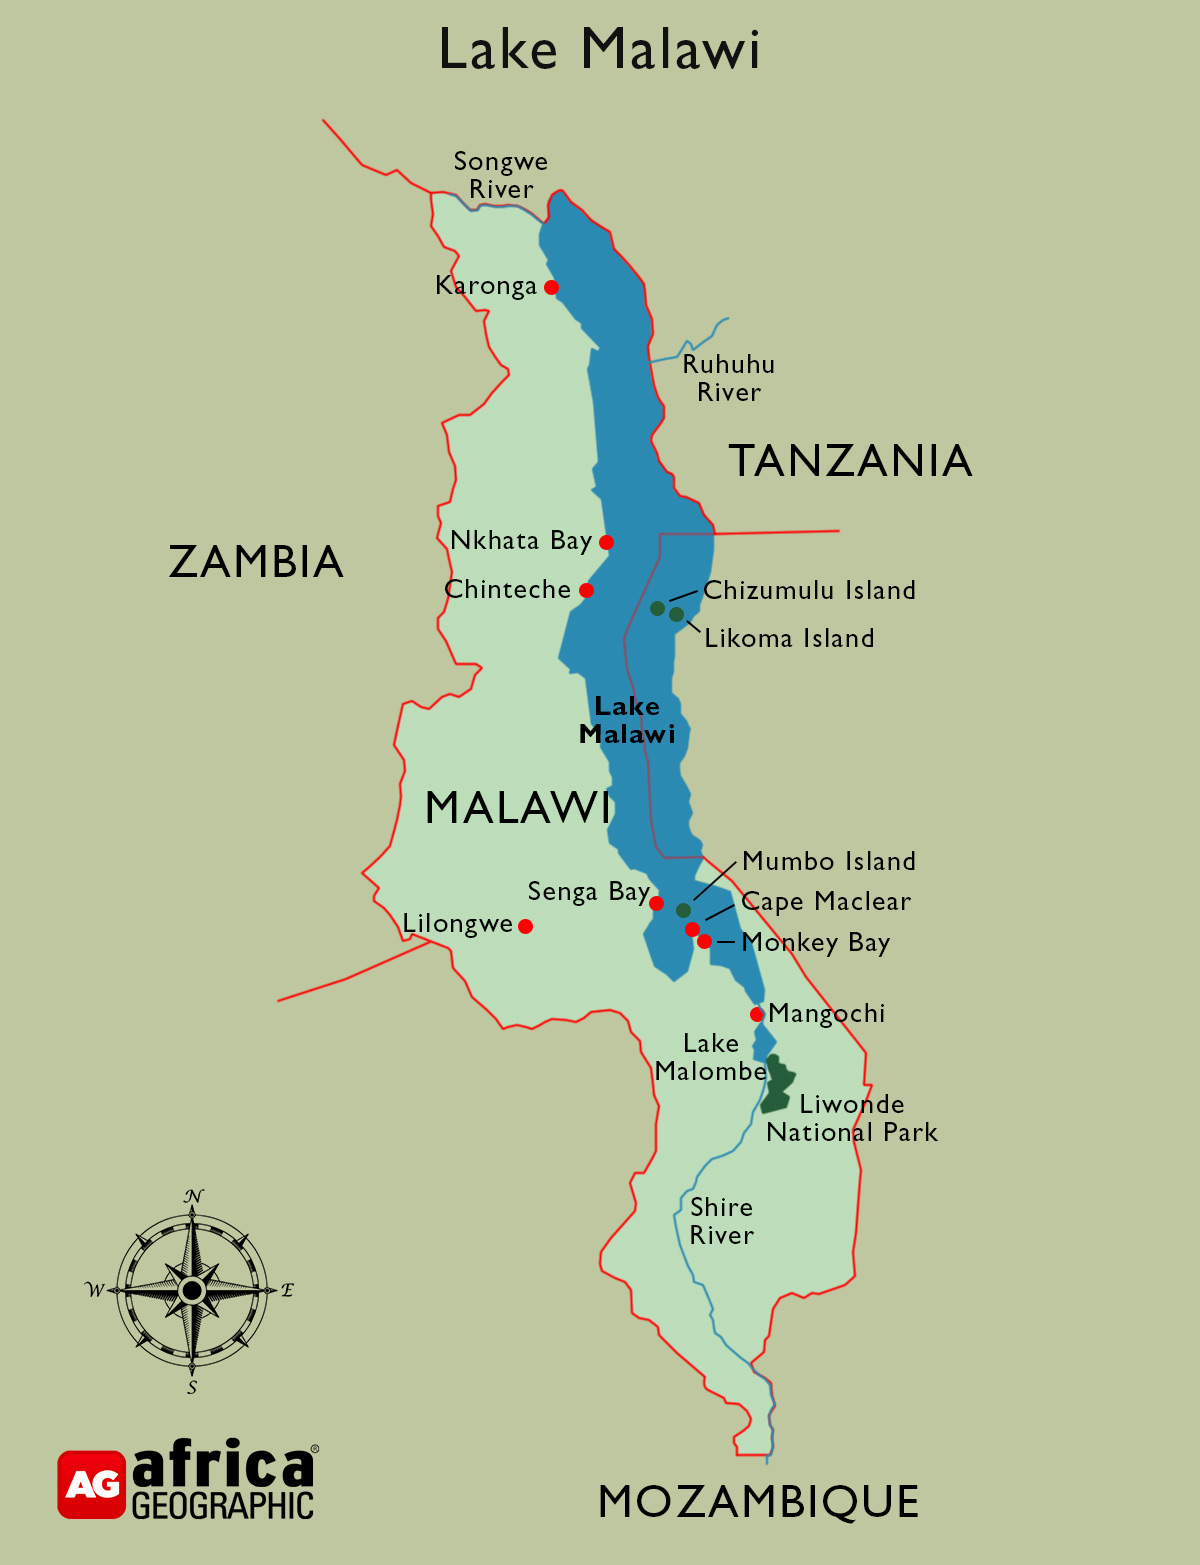 Lake Malawi
Songwe
River
Karonga
Ruhuhu
River
TANZANIA
Nkhata Bay
ZAMBIA
Chinteche
Chizumulu Island
Likoma Island
Lake
Malawi
MALAWI
Mumbo Island
Senga Bay
Cape Maclear
Lilongwe
Monkey Bay
Mangochi
Lake
Malombe
Liwonde
National Park
Shire
River
N
W
E
S
AG africa®
GEOGRAPHIC
MOZAMBIQUE